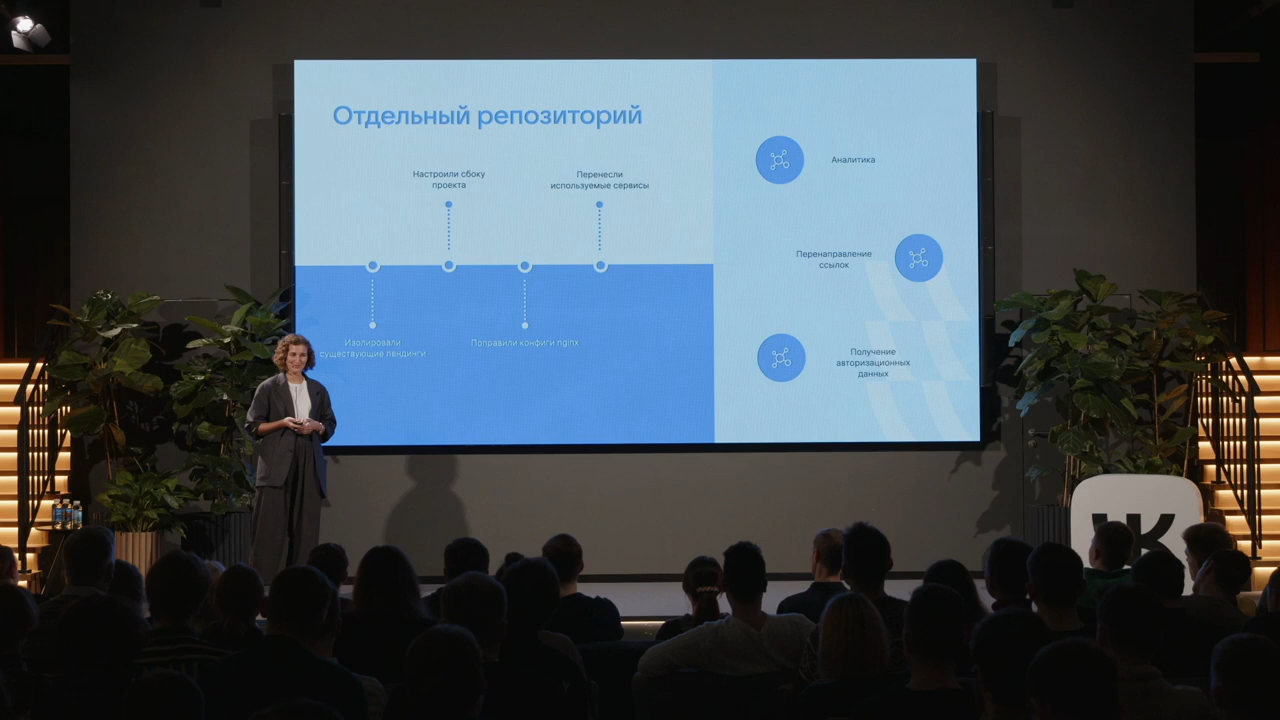 Отдельный репозиторий
Настроили сбоку
проекта
Перенесли
используемые сервисы
Изолировали
существующие лендинги
Поправили конфиги nginx
Аналитика
Перенаправление
ссылок
Получение
авторизационных
данных